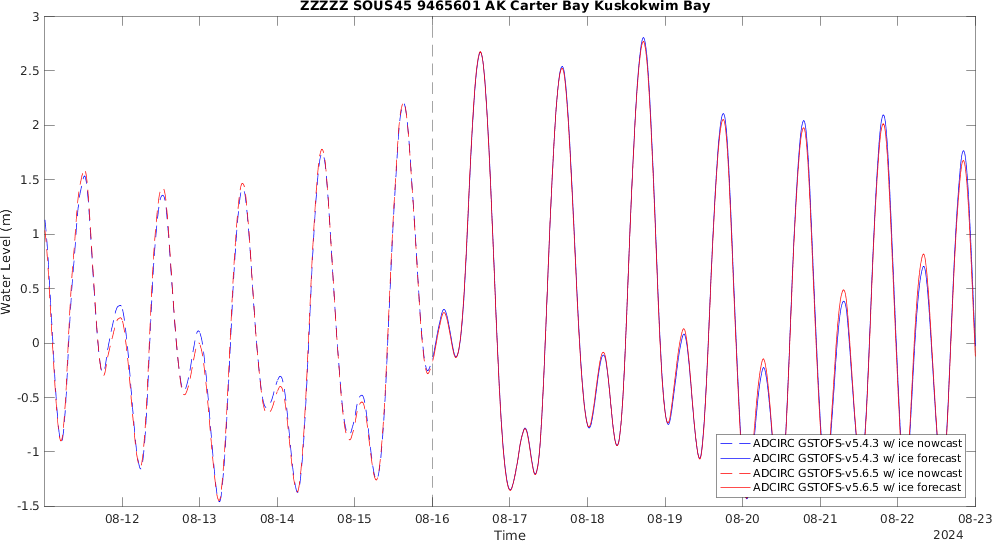 ZZZZZ SOUS45 9465601 AK Carter Bay Kuskokwim Bay
3
2.5
2
1.5
1
0.5
0
-0.5
-1
-1.5
Water Level (m)
ADCIRC GSTOFS-v5.4.3 w/ ice nowcast
ADCIRC GSTOFS-v5.4.3 w/ ice forecast
ADCIRC GSTOFS-v5.6.5 w/ ice nowcast
ADCIRC GSTOFS-v5.6.5 w/ ice forecast
08-12 08-13 08-14 08-15 08-16 08-17 08-18 08-19 08-20 08-21 08-22 08-23
Time
2024